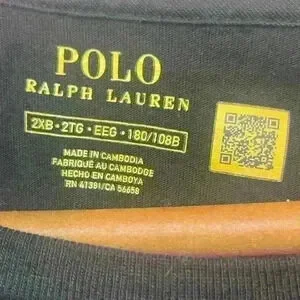 POLO
RALPH LAUREN
2XB • 2TG • EEG • 180/108B
MADE IN CAMBODIA
FABRIQUÉ AU CAMBODGE
HECHO EN CAMBOYA
RN 41381/CA 56658